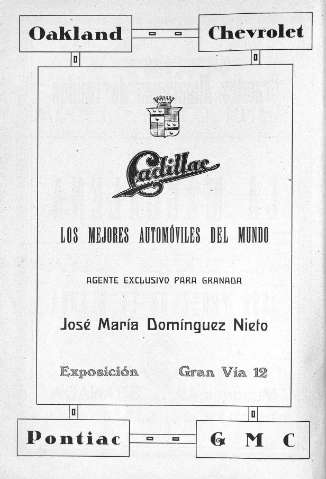 Oakland Chevrolet
Cadillac
LOS MEJORES AUTOMÓVILES DEL MUNDO
AGENTE EXCLUSIVO PARA GRANADA
José María Domínguez Nieto
Exposición Gran Vía 12
Pontiac G M C